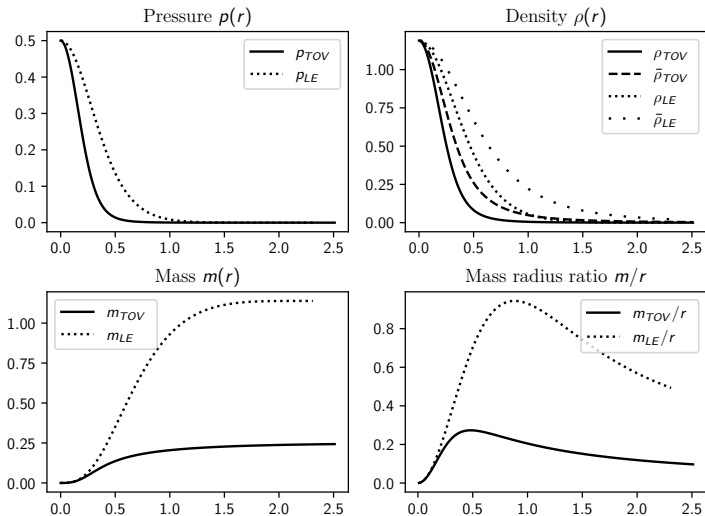 Pressure p(r)
0.5
0.4
0.3
0.2
0.1
0.0
p_TOV
p_LE
0.0 0.5 1.0 1.5 2.0 2.5
Density ρ(r)
1.00
0.75
0.50
0.25
0.00
ρ_TOV
ρ̄_TOV
ρ_LE
ρ̄_LE
0.0 0.5 1.0 1.5 2.0 2.5
Mass m(r)
1.00
0.75
0.50
0.25
0.00
m_TOV
m_LE
0.0 0.5 1.0 1.5 2.0 2.5
Mass radius ratio m/r
0.8
0.6
0.4
0.2
0.0
m_TOV/r
m_LE/r
0.0 0.5 1.0 1.5 2.0 2.5